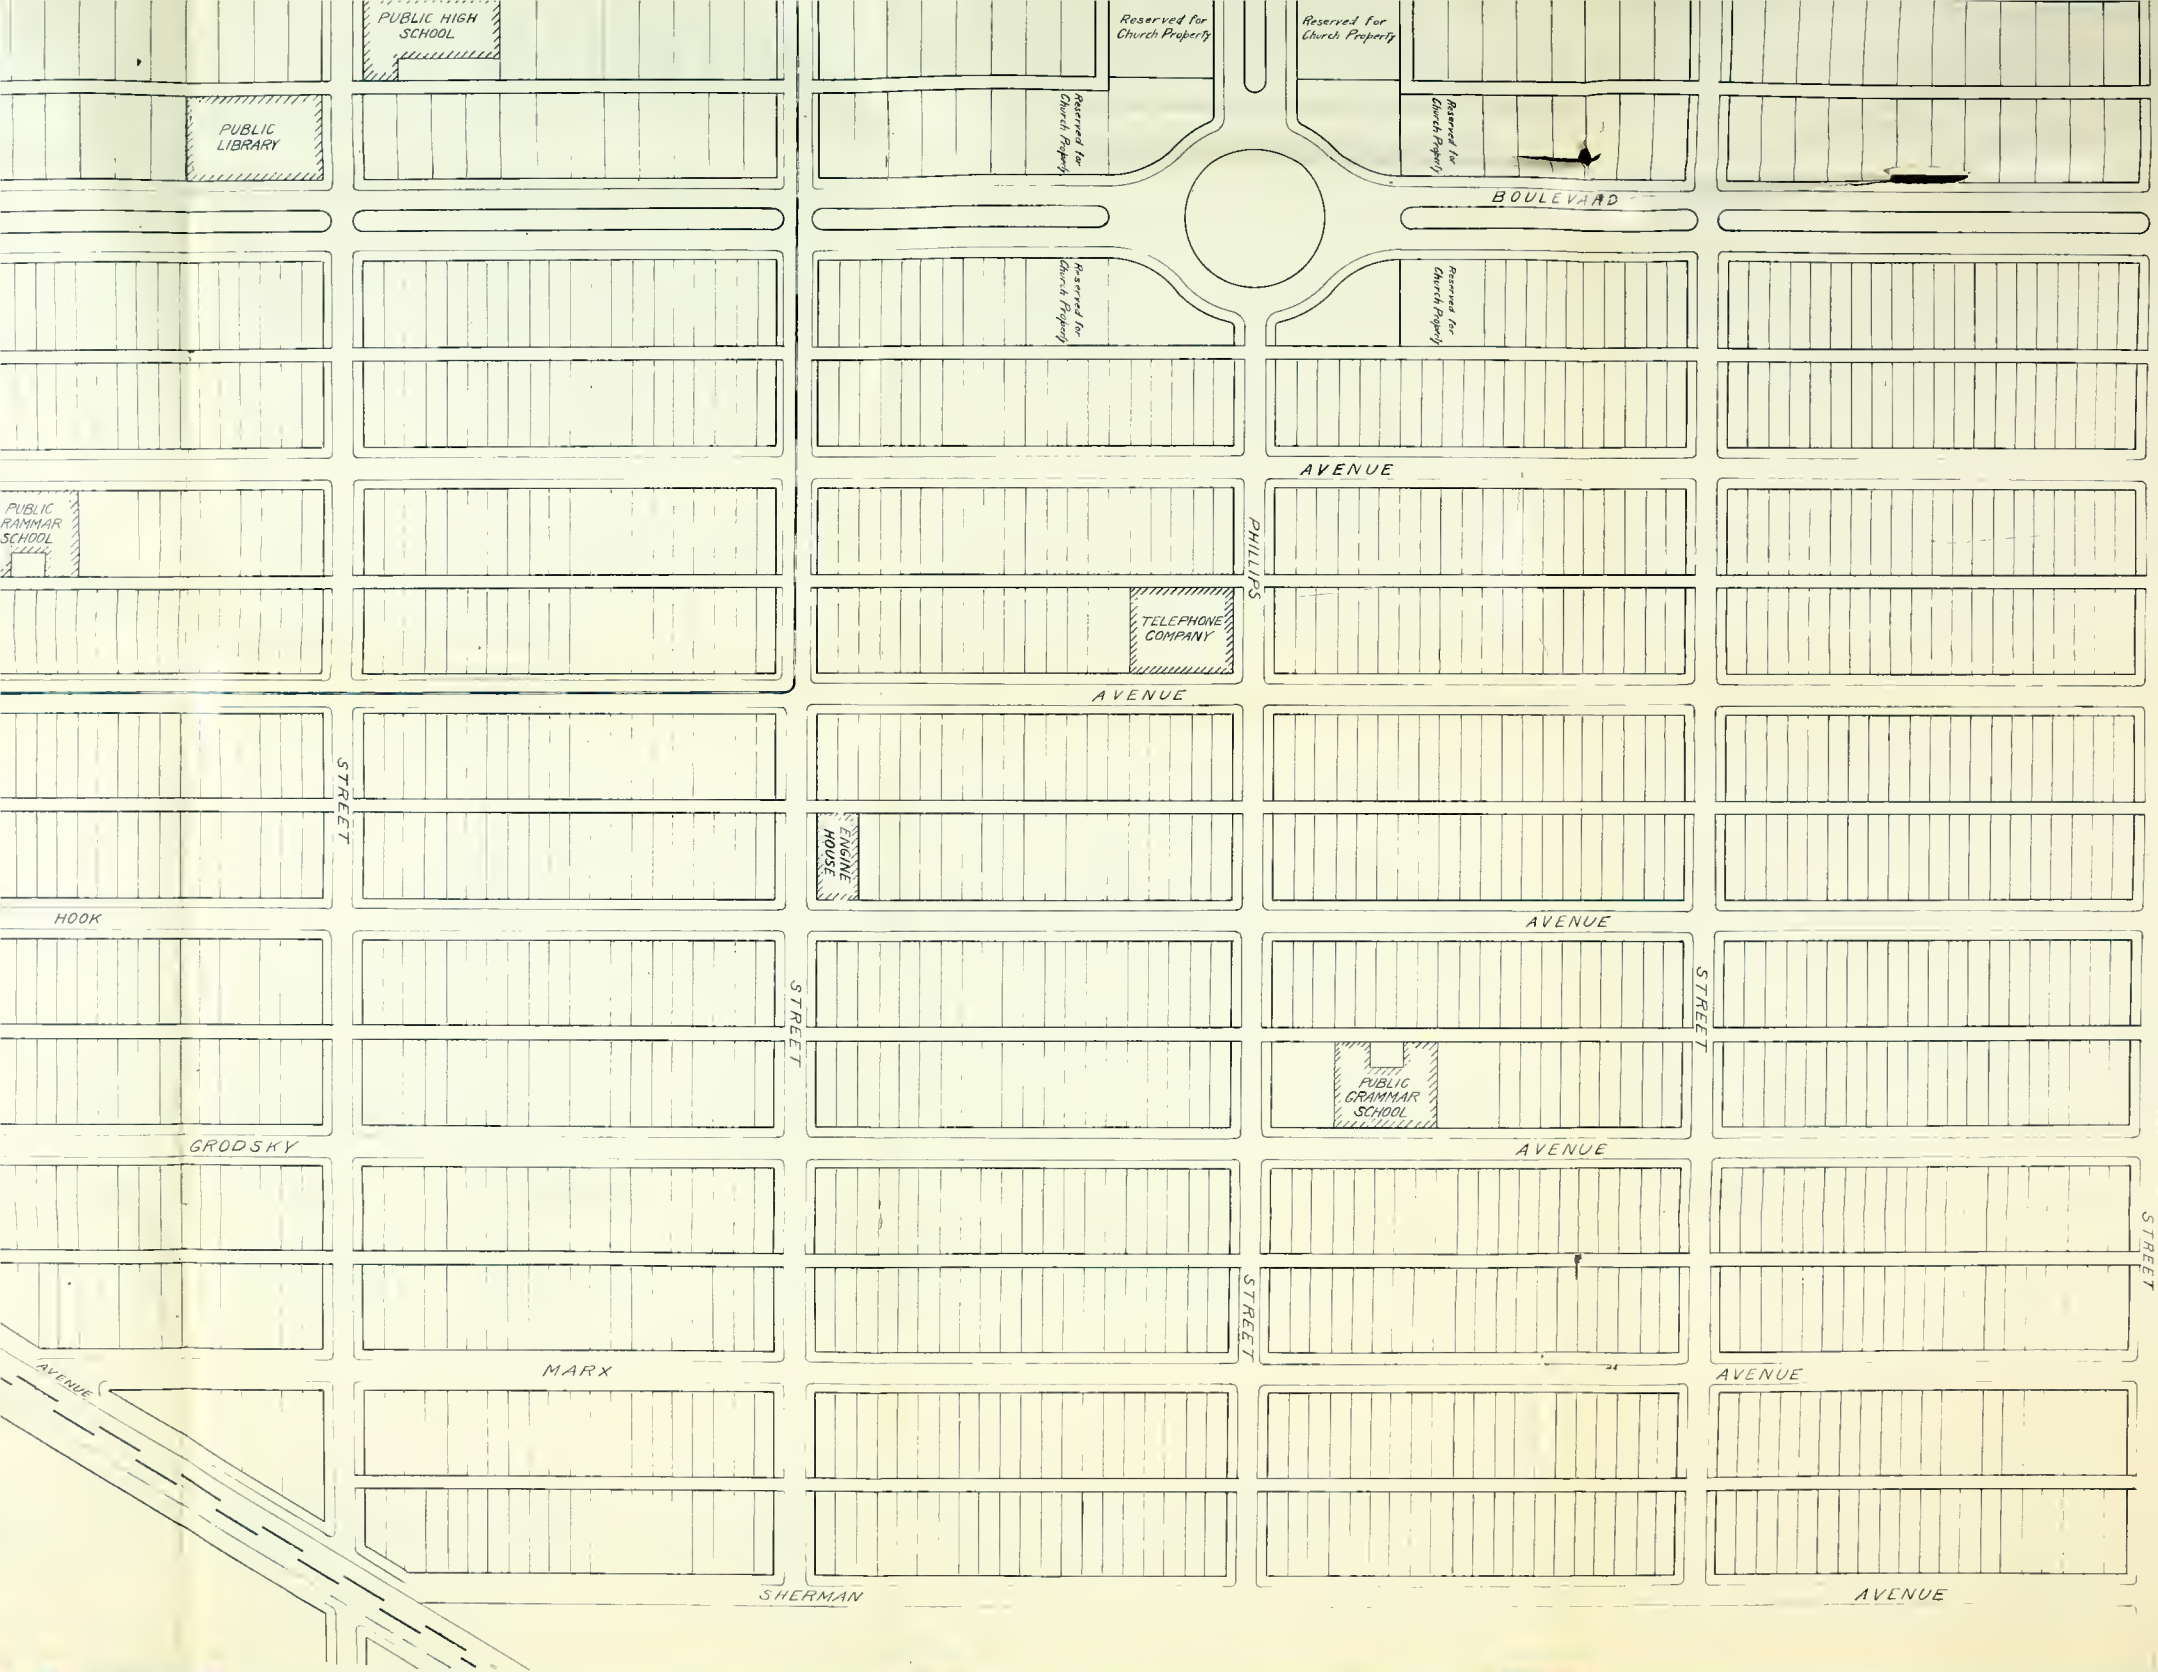 PUBLIC HIGH
SCHOOL
Reserved for
Church Property
Reserved for
Church Property
PUBLIC
LIBRARY
Reserved for
Church Property
Reserved for
Church Property
BOULEVARD
Reserved for
Church Property
Reserved for
Church Property
AVENUE
PUBLIC
RAMMAR
SCHOOL
PHILLIPS
TELEPHONE
COMPANY
AVENUE
STREET
ENGINE
HOUSE
HOOK
AVENUE
STREET
STREET
PUBLIC
GRAMMAR
SCHOOL
GRODSKY
AVENUE
STREET
STREET
AVENUE
MARX
AVENUE
SHERMAN
AVENUE